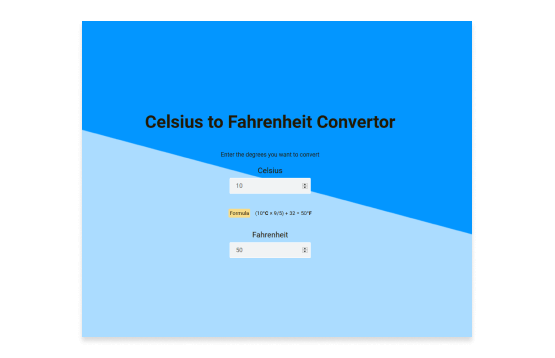 Celsius to Fahrenheit Convertor
Enter the degrees you want to convert
Celsius
10
Formula (10°C × 9/5) + 32 = 50°F
Fahrenheit
50